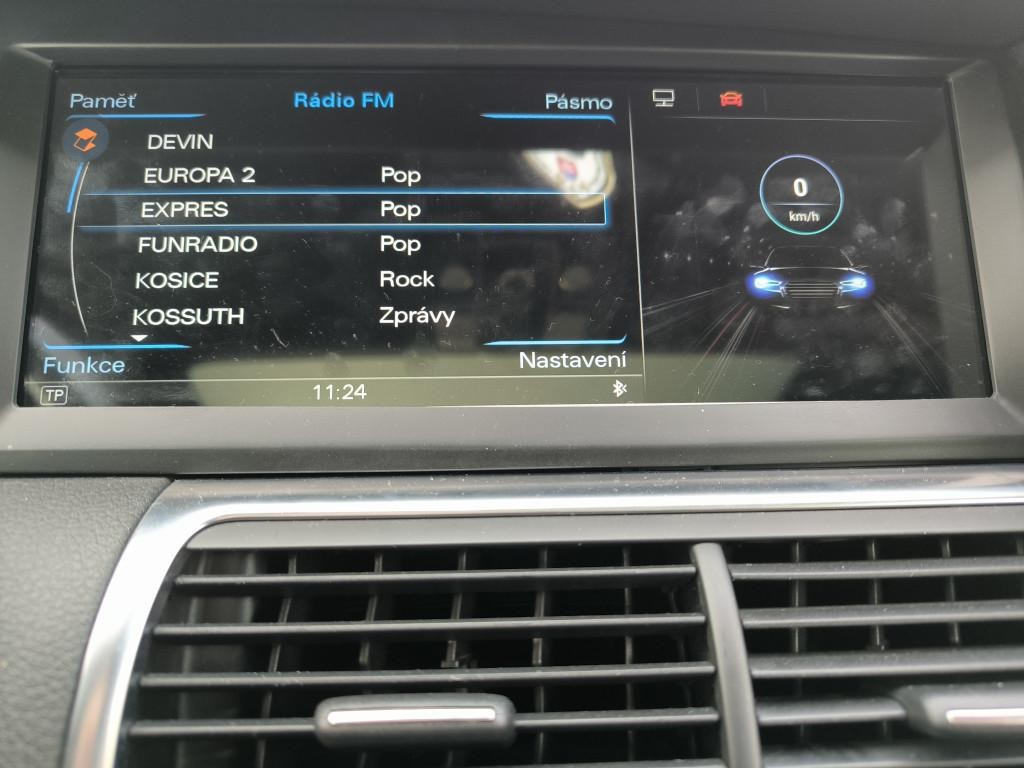 Paměť Rádio FM Pásmo
DEVIN
EUROPA 2 Pop
EXPRES Pop
FUNRADIO Pop
KOSICE Rock
KOSSUTH Zprávy
Funkce Nastavení
TP 11:24
0
km/h